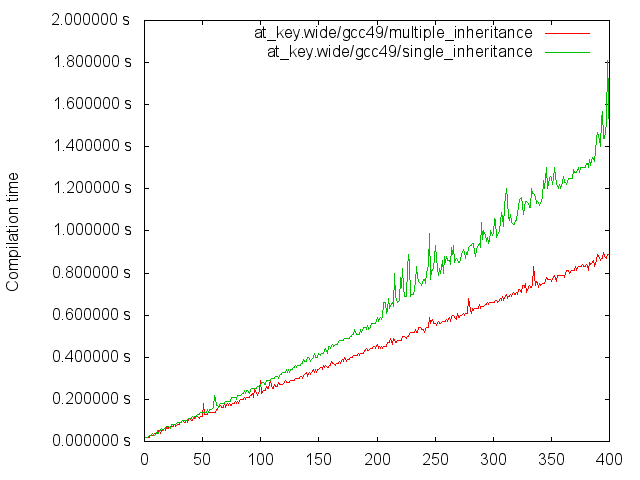 2.000000 s
1.800000 s
1.600000 s
1.400000 s
1.200000 s
1.000000 s
0.800000 s
0.600000 s
0.400000 s
0.200000 s
0.000000 s
Compilation time
at_key.wide/gcc49/multiple_inheritance
at_key.wide/gcc49/single_inheritance
0 50 100 150 200 250 300 350 400